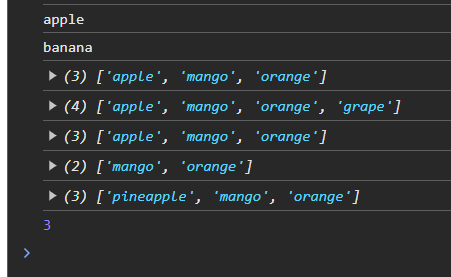 apple
banana
(3) ['apple', 'mango', 'orange']
(4) ['apple', 'mango', 'orange', 'grape']
(3) ['apple', 'mango', 'orange']
(2) ['mango', 'orange']
(3) ['pineapple', 'mango', 'orange']
3